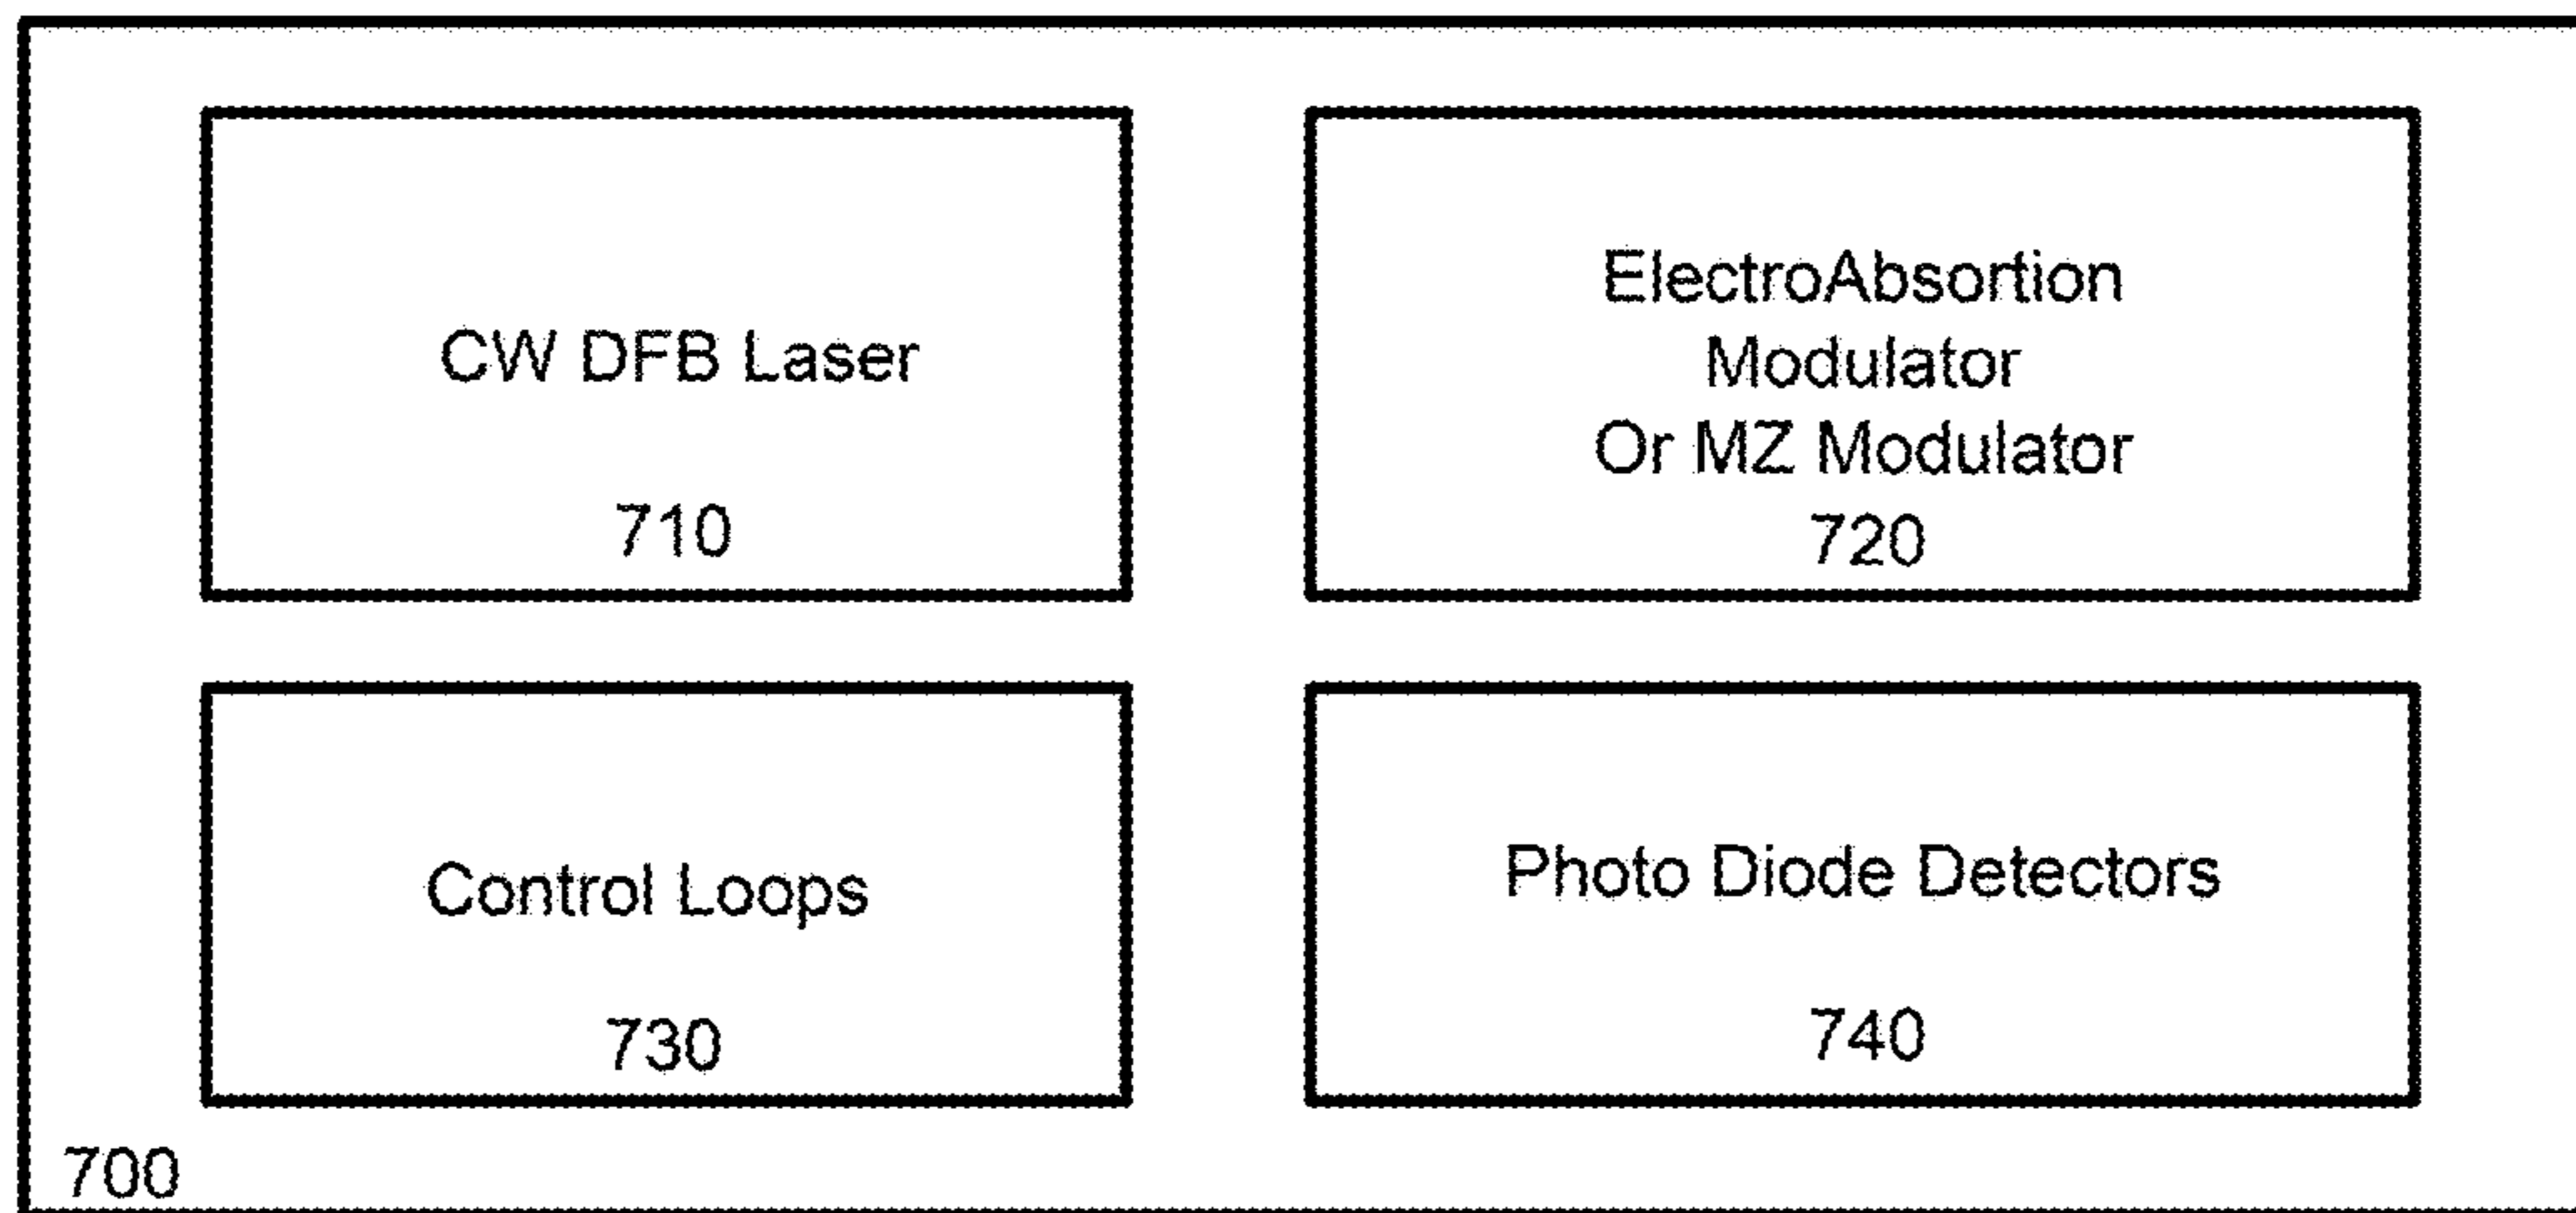 CW DFB Laser
710
ElectroAbsortion
Modulator
Or MZ Modulator
720
Control Loops
730
Photo Diode Detectors
740
700